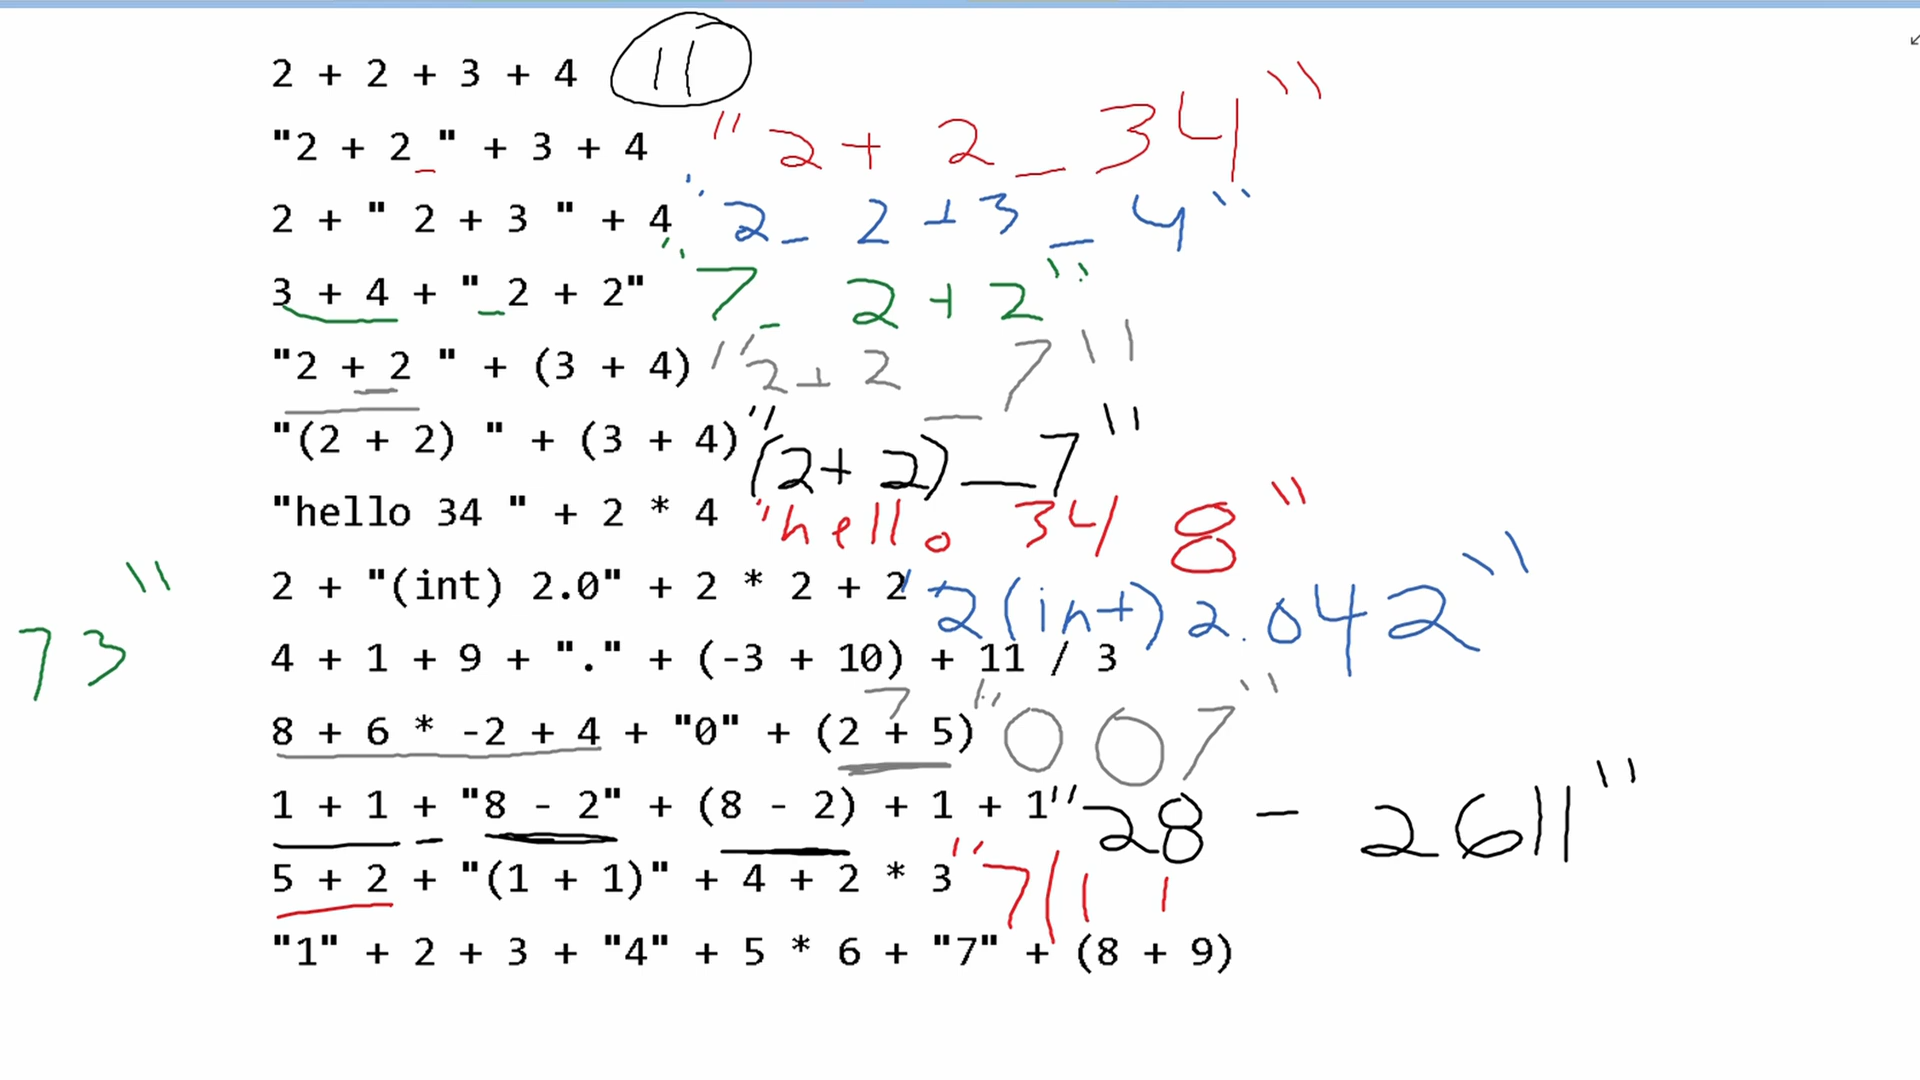 2 + 2 + 3 + 4 11
"2 + 2 " + 3 + 4 "2 + 2 _ 34"
2 + " 2 + 3 " + 4 "2 _ 2 + 3 _ 4"
3 + 4 + " 2 + 2" "7 _ 2 + 2"
"2 + 2 " + (3 + 4) "2 + 2 _ 7"
"(2 + 2) " + (3 + 4) "(2 + 2) _ 7"
"hello 34 " + 2 * 4 "hello 34 8"
2 + "(int) 2.0" + 2 * 2 + 2 "2(int) 2.042"
73" 4 + 1 + 9 + "." + (-3 + 10) + 11 / 3
7
8 + 6 * -2 + 4 + "0" + (2 + 5) "007"
1 + 1 + "8 - 2" + (8 - 2) + 1 + 1 "28 - 2611"
5 + 2 + "(1 + 1)" + 4 + 2 * 3 "7(1 1
"1" + 2 + 3 + "4" + 5 * 6 + "7" + (8 + 9)